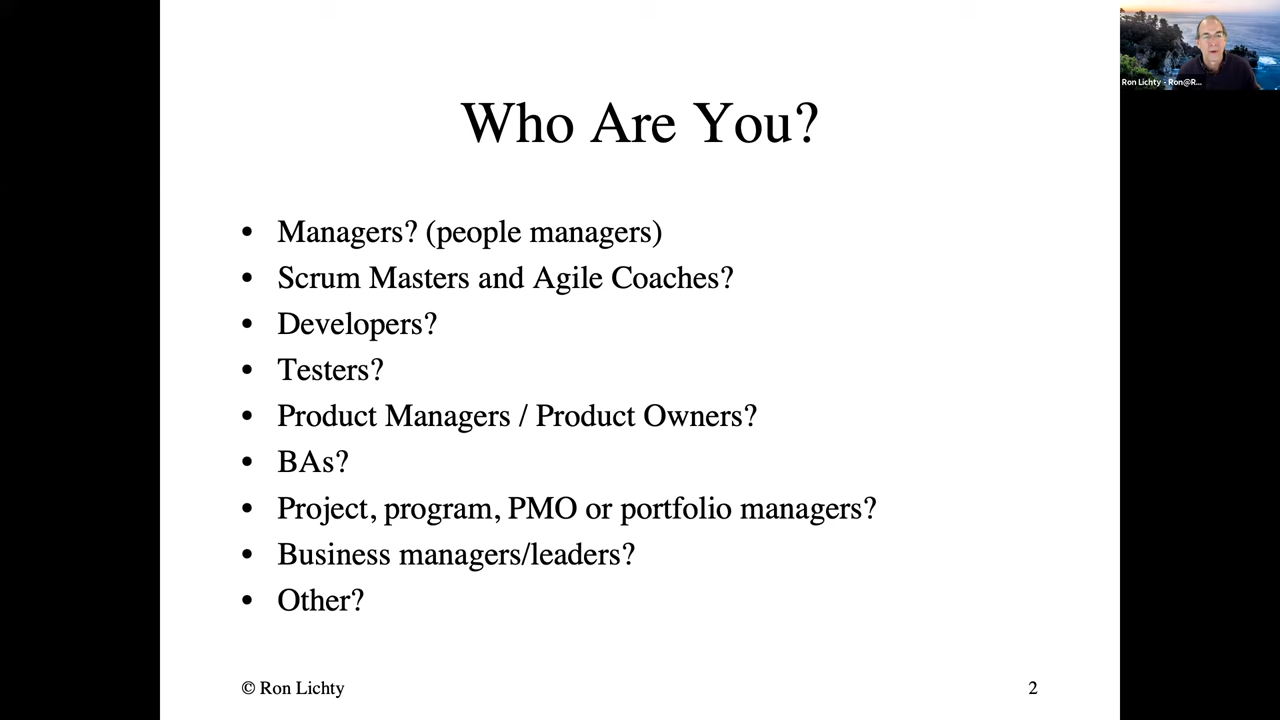 Who Are You?
• Managers? (people managers)
• Scrum Masters and Agile Coaches?
• Developers?
• Testers?
• Product Managers / Product Owners?
• BAs?
• Project, program, PMO or portfolio managers?
• Business managers/leaders?
• Other?
© Ron Lichty
2
Ron Lichty - Ron@R...